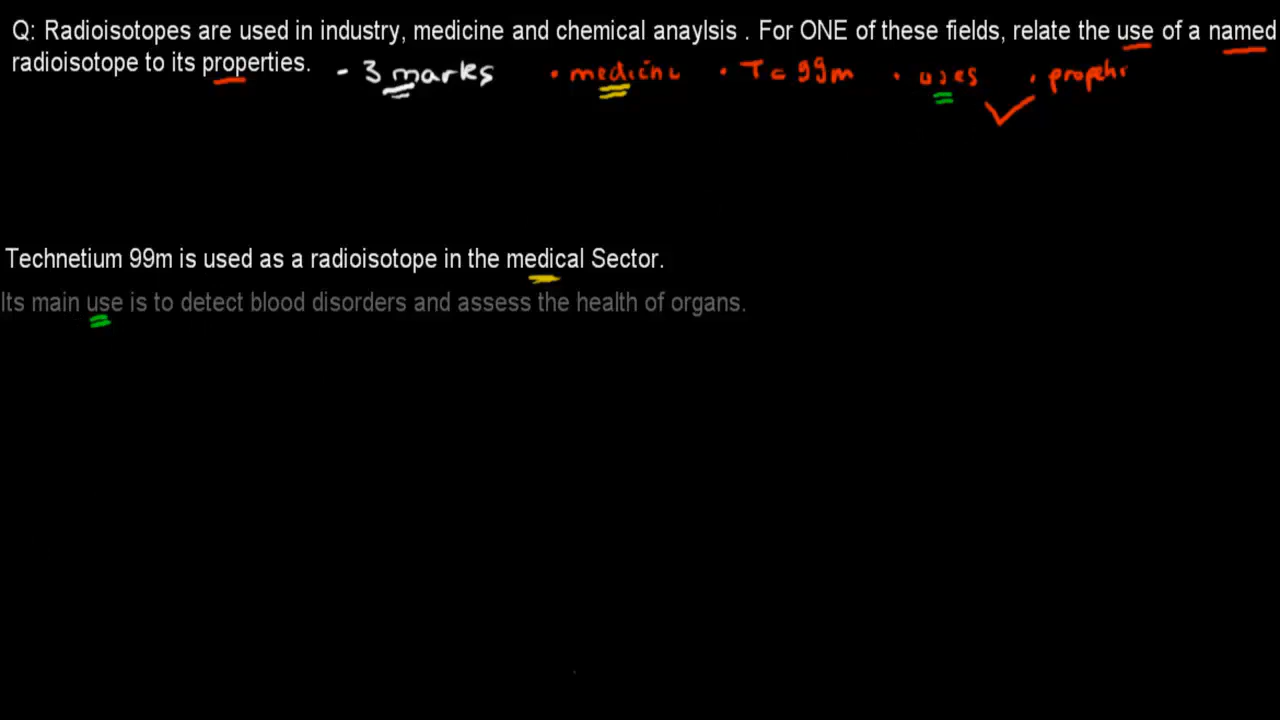 Q: Radioisotopes are used in industry, medicine and chemical anaylsis . For ONE of these fields, relate the use of a named
radioisotope to its properties. - 3 marks • medicine • Tc 99m • uses •
Technetium 99m is used as a radioisotope in the medical Sector.
Its main use is to detect blood disorders and assess the health of organs.